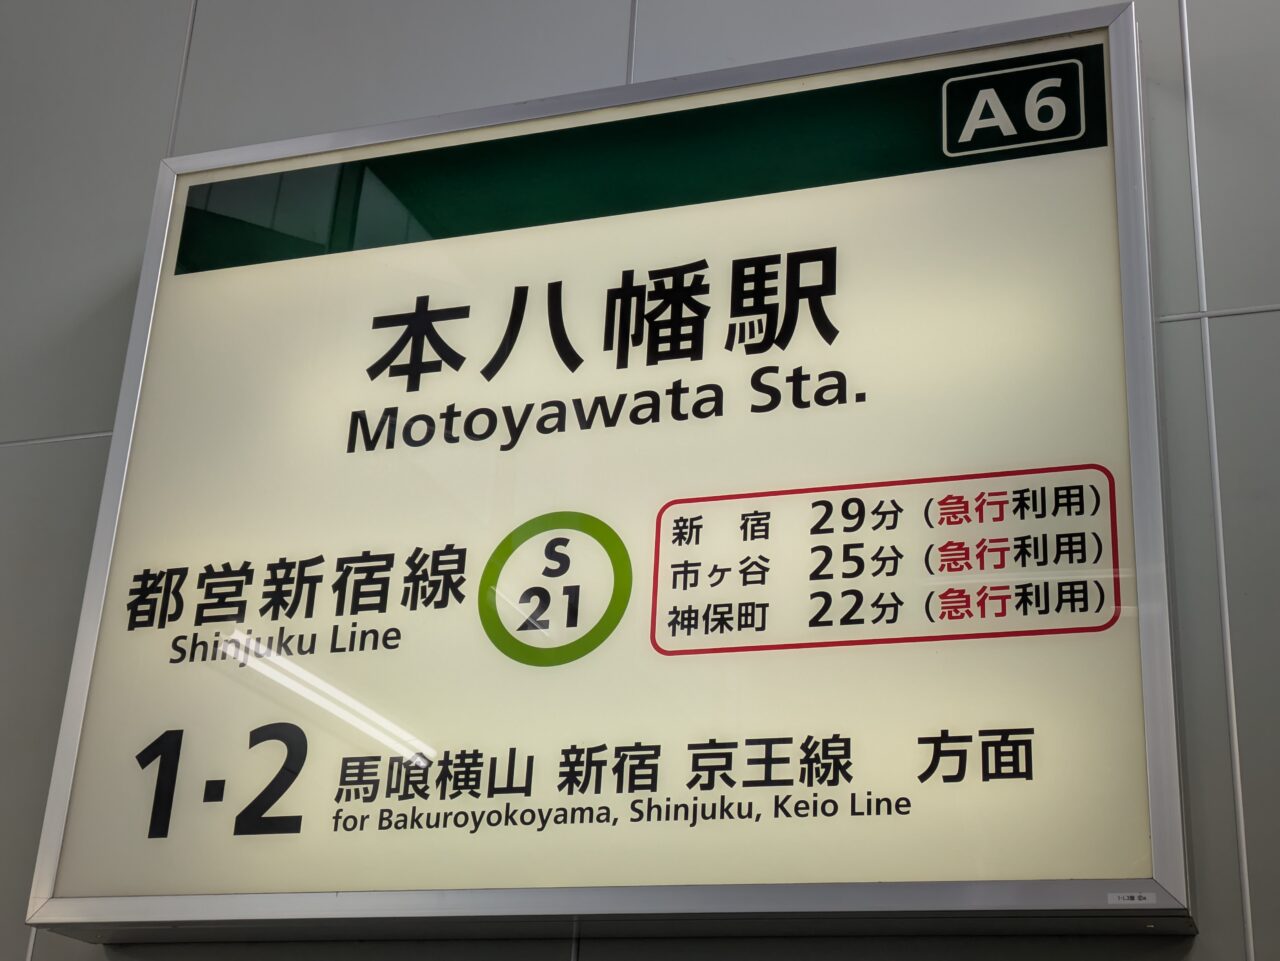 A6
本八幡駅
Motoyawata Sta.
都営新宿線
Shinjuku Line
S
21
新宿 29分 (急行利用)
市ヶ谷 25分 (急行利用)
神保町 22分 (急行利用)
1・2 馬喰横山 新宿 京王線 方面
for Bakuroyokoyama, Shinjuku, Keio Line